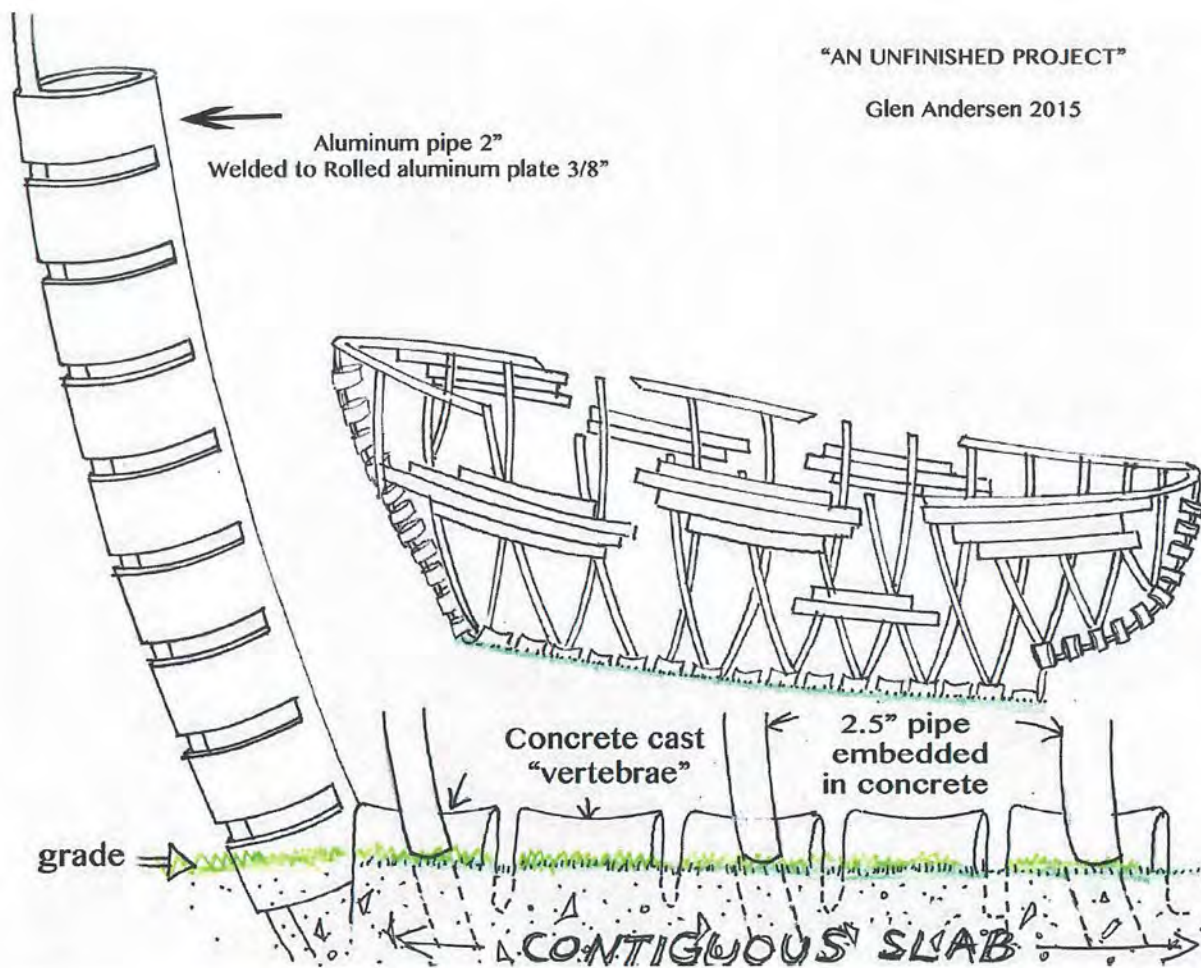 “AN UNFINISHED PROJECT”
Glen Andersen 2015
Aluminum pipe 2”
Welded to Rolled aluminum plate 3/8”
Concrete cast
“vertebrae”
2.5” pipe
embedded
in concrete
grade
CONTIGUOUS SLAB